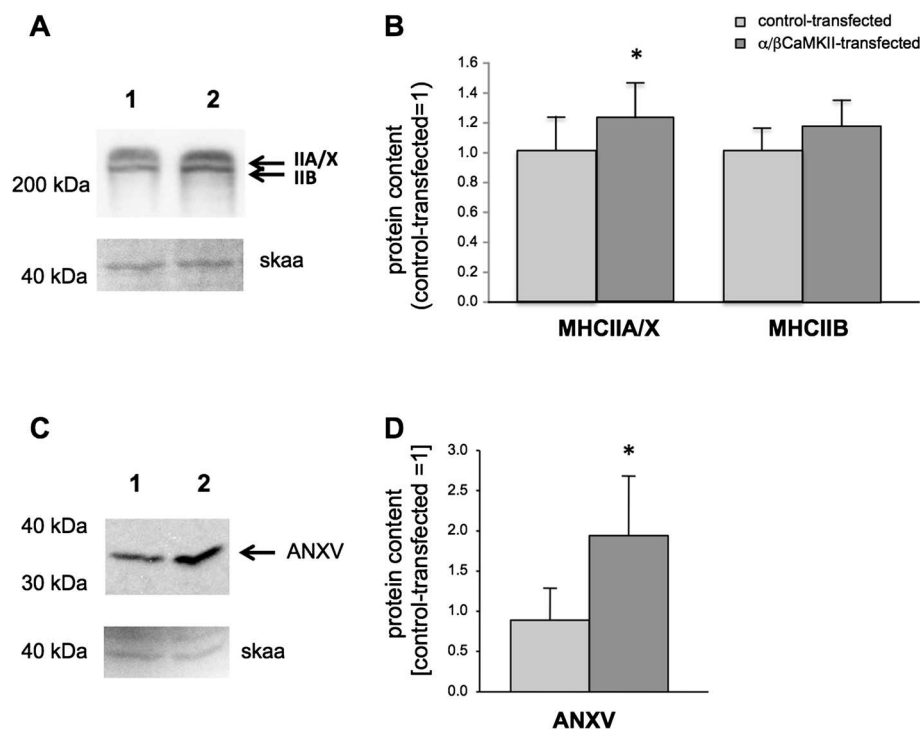 A
1 2
IIA/X
IIB
200 kDa
skaa
40 kDa
B
control-transfected
α/βCaMKII-transfected
protein content
(control-transfected=1)
1.6
1.4
1.2
1.0
0.8
0.6
0.4
0.2
0.0
*
MHCIIA/X MHCIIB
C
1 2
40 kDa
ANXV
30 kDa
40 kDa
skaa
D
protein content
[control-transfected =1]
3.0
2.5
2.0
1.5
1.0
0.5
0.0
*
ANXV